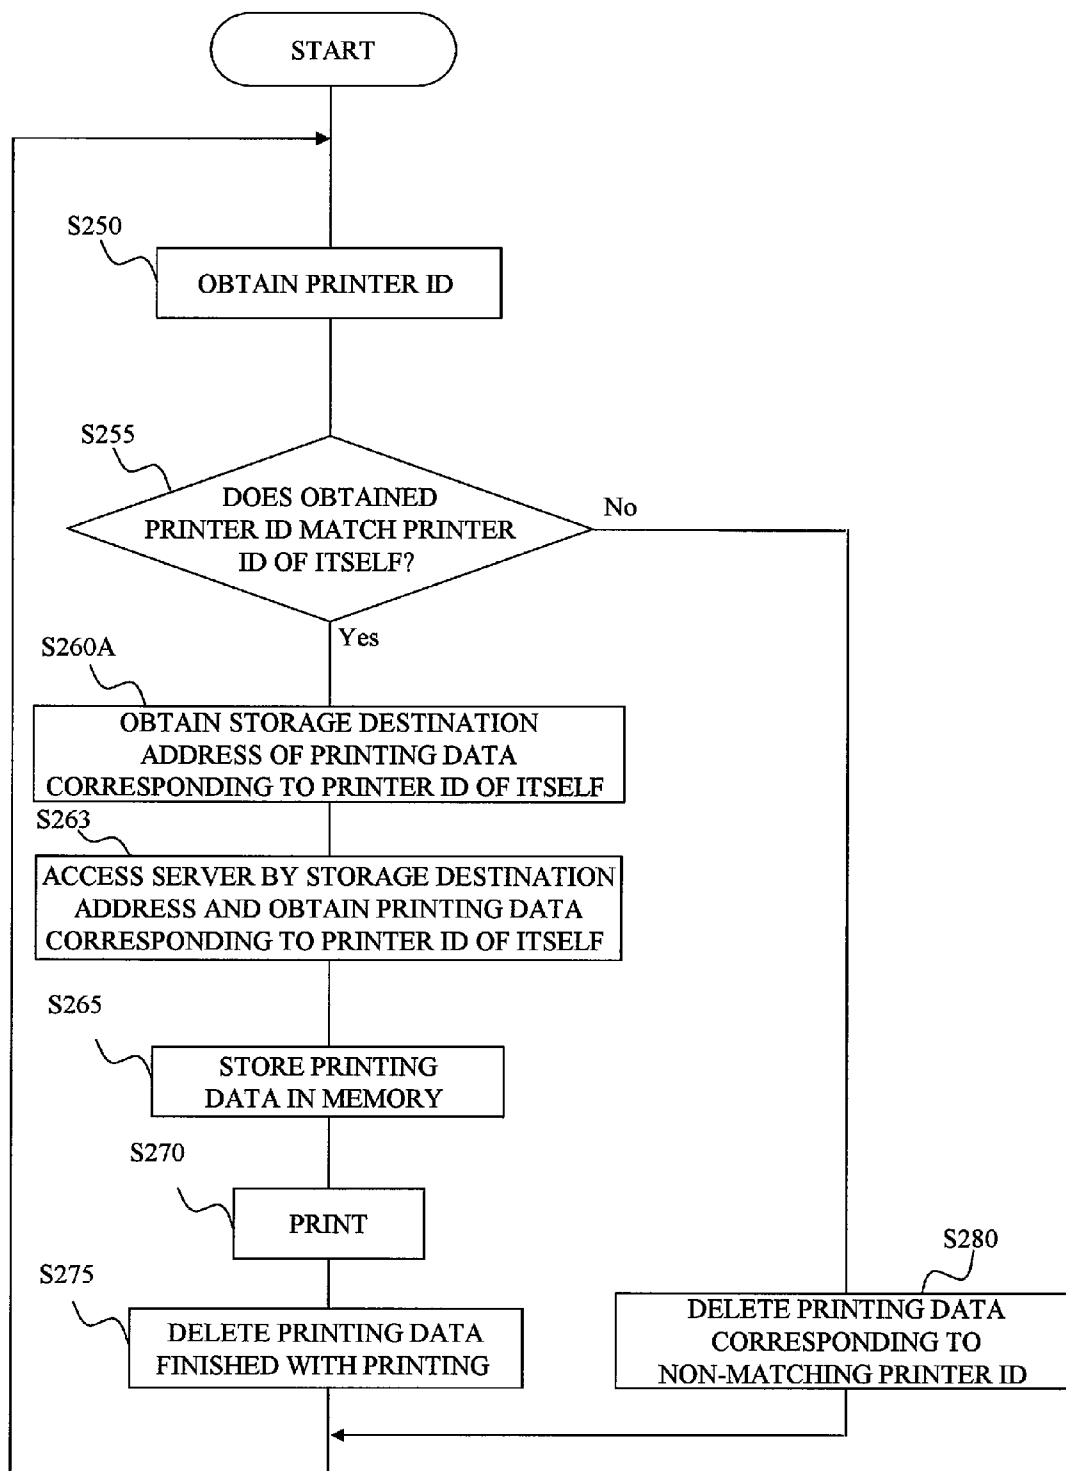 START
S250
OBTAIN PRINTER ID
S255
DOES OBTAINED
PRINTER ID MATCH PRINTER
ID OF ITSELF?
No
Yes
S260A
OBTAIN STORAGE DESTINATION
ADDRESS OF PRINTING DATA
CORRESPONDING TO PRINTER ID OF ITSELF
S263
ACCESS SERVER BY STORAGE DESTINATION
ADDRESS AND OBTAIN PRINTING DATA
CORRESPONDING TO PRINTER ID OF ITSELF
S265
STORE PRINTING
DATA IN MEMORY
S270
PRINT
S275
DELETE PRINTING DATA
FINISHED WITH PRINTING
S280
DELETE PRINTING DATA
CORRESPONDING TO
NON-MATCHING PRINTER ID